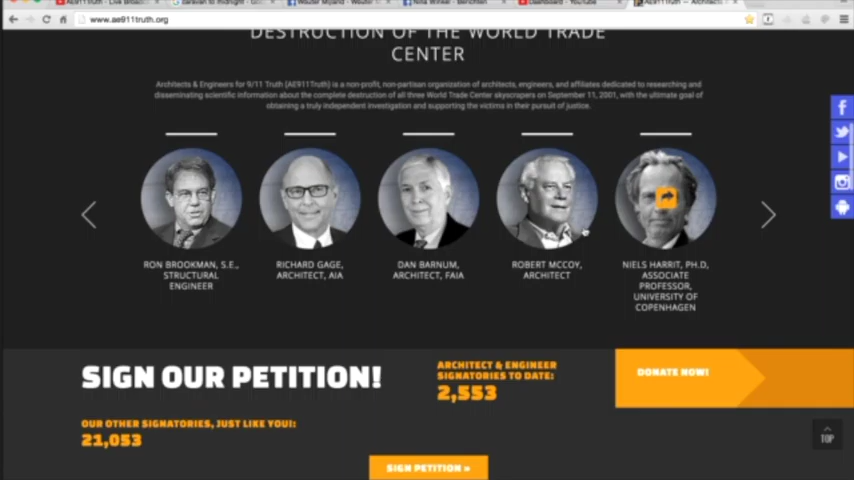 www.ae911truth.org
DESTRUCTION OF THE WORLD TRADE
CENTER
Architects & Engineers for 9/11 Truth (AE911Truth) is a non-profit, non-partisan organization of architects, engineers, and affiliates dedicated to researching and
disseminating scientific information about the complete destruction of all three World Trade Center skyscrapers on September 11, 2001, with the ultimate goal of
obtaining a truly independent investigation and supporting the victims in their pursuit of justice.
RON BROOKMAN, S.E.,
STRUCTURAL
ENGINEER
RICHARD GAGE,
ARCHITECT, AIA
DAN BARNUM,
ARCHITECT, FAIA
ROBERT MCCOY,
ARCHITECT
NIELS HARRIT, PH.D,
ASSOCIATE
PROFESSOR,
UNIVERSITY OF
COPENHAGEN
SIGN OUR PETITION!
ARCHITECT & ENGINEER
SIGNATORIES TO DATE:
2,553
DONATE NOW!
OUR OTHER SIGNATORIES, JUST LIKE YOU!:
21,053
TOP
SIGN PETITION »